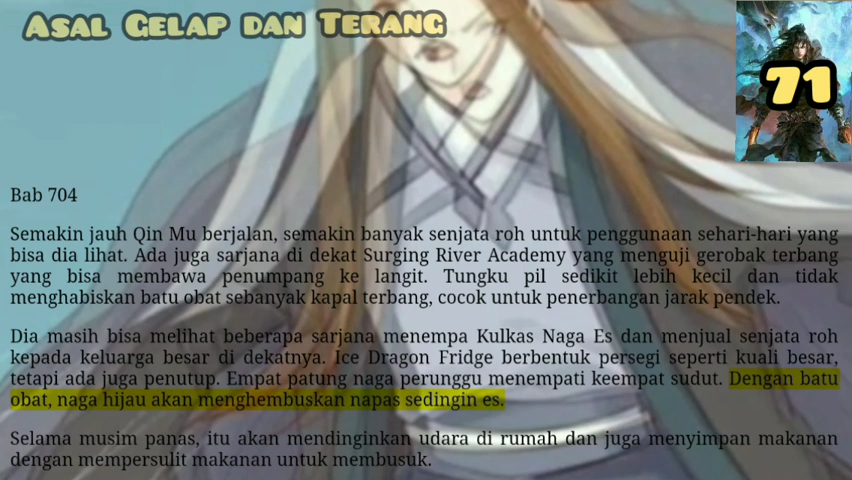 Asal Gelap dan Terang
71
Bab 704
Semakin jauh Qin Mu berjalan, semakin banyak senjata roh untuk penggunaan sehari-hari yang
bisa dia lihat. Ada juga sarjana di dekat Surging River Academy yang menguji gerobak terbang
yang bisa membawa penumpang ke langit. Tungku pil sedikit lebih kecil dan tidak
menghabiskan batu obat sebanyak kapal terbang, cocok untuk penerbangan jarak pendek.
Dia masih bisa melihat beberapa sarjana menempa Kulkas Naga Es dan menjual senjata roh
kepada keluarga besar di dekatnya. Ice Dragon Fridge berbentuk persegi seperti kuali besar,
tetapi ada juga penutup. Empat patung naga perunggu menempati keempat sudut. Dengan batu
obat, naga hijau akan menghembuskan napas sedingin es.
Selama musim panas, itu akan mendinginkan udara di rumah dan juga menyimpan makanan
dengan mempersulit makanan untuk membusuk.